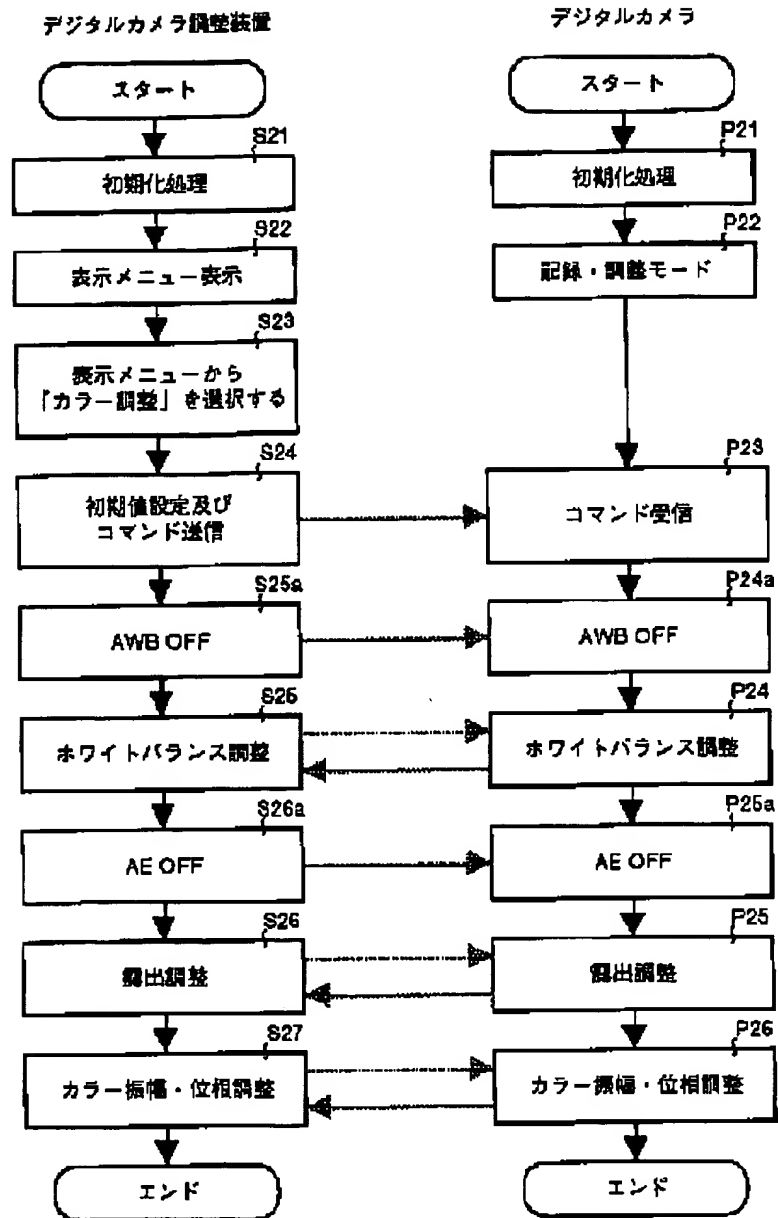 デジタルカメラ調整装置
スタート
S21
初期化処理
S22
表示メニュー表示
S23
表示メニューから
「カラー調整」を選択する
S24
初期値設定及び
コマンド送信
S25a
AWB OFF
S25
ホワイトバランス調整
S26a
AE OFF
S26
露出調整
S27
カラー振幅・位相調整
エンド
デジタルカメラ
スタート
P21
初期化処理
P22
記録・調整モード
P23
コマンド受信
P24a
AWB OFF
P24
ホワイトバランス調整
P25a
AE OFF
P25
露出調整
P26
カラー振幅・位相調整
エンド